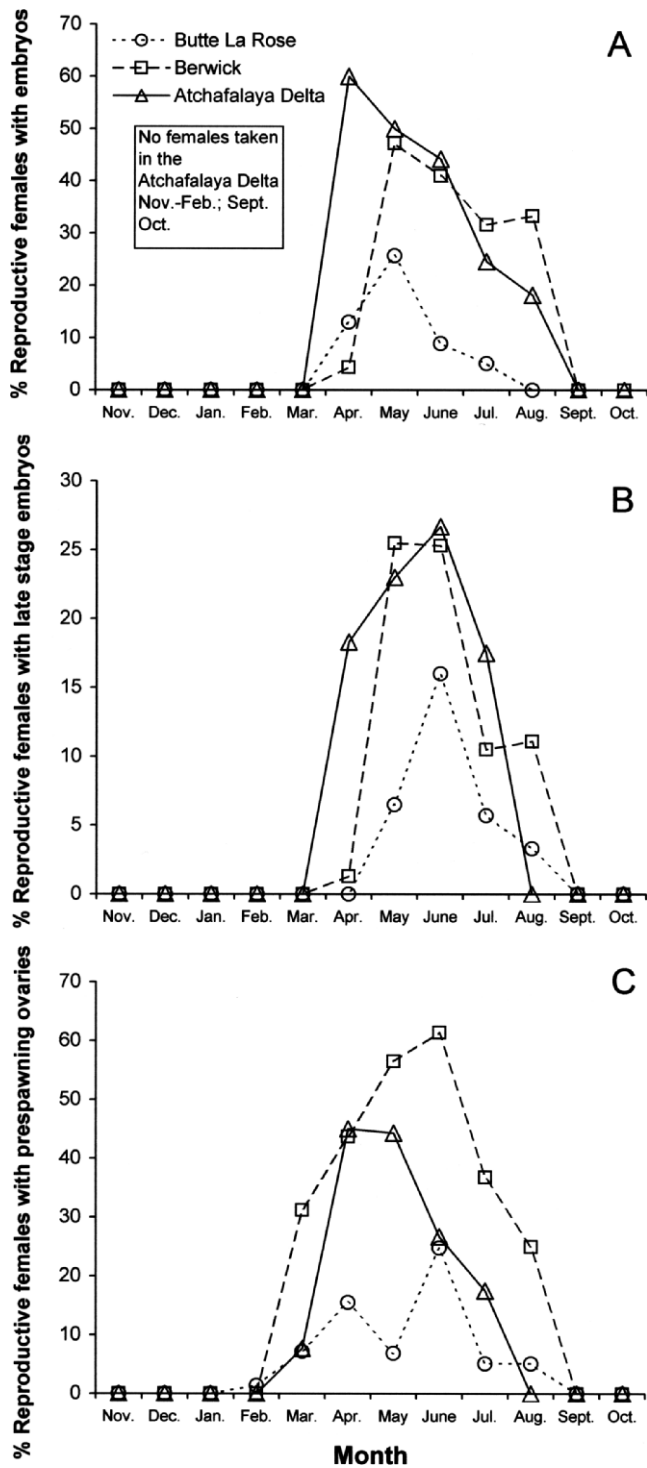 % Reproductive females with embryos
70
60
50
40
30
20
10
0
Butte La Rose
Berwick
Atchafalaya Delta
No females taken
in the
Atchafalaya Delta
Nov.-Feb.; Sept.
Oct.
A
Nov. Dec. Jan. Feb. Mar. Apr. May June Jul. Aug. Sept. Oct.
% Reproductive females with late stage embryos
30
25
20
15
10
5
0
B
Nov. Dec. Jan. Feb. Mar. Apr. May June Jul. Aug. Sept. Oct.
% Reproductive females with prespawning ovaries
70
60
50
40
30
20
10
0
C
Nov. Dec. Jan. Feb. Mar. Apr. May June Jul. Aug. Sept. Oct.
Month